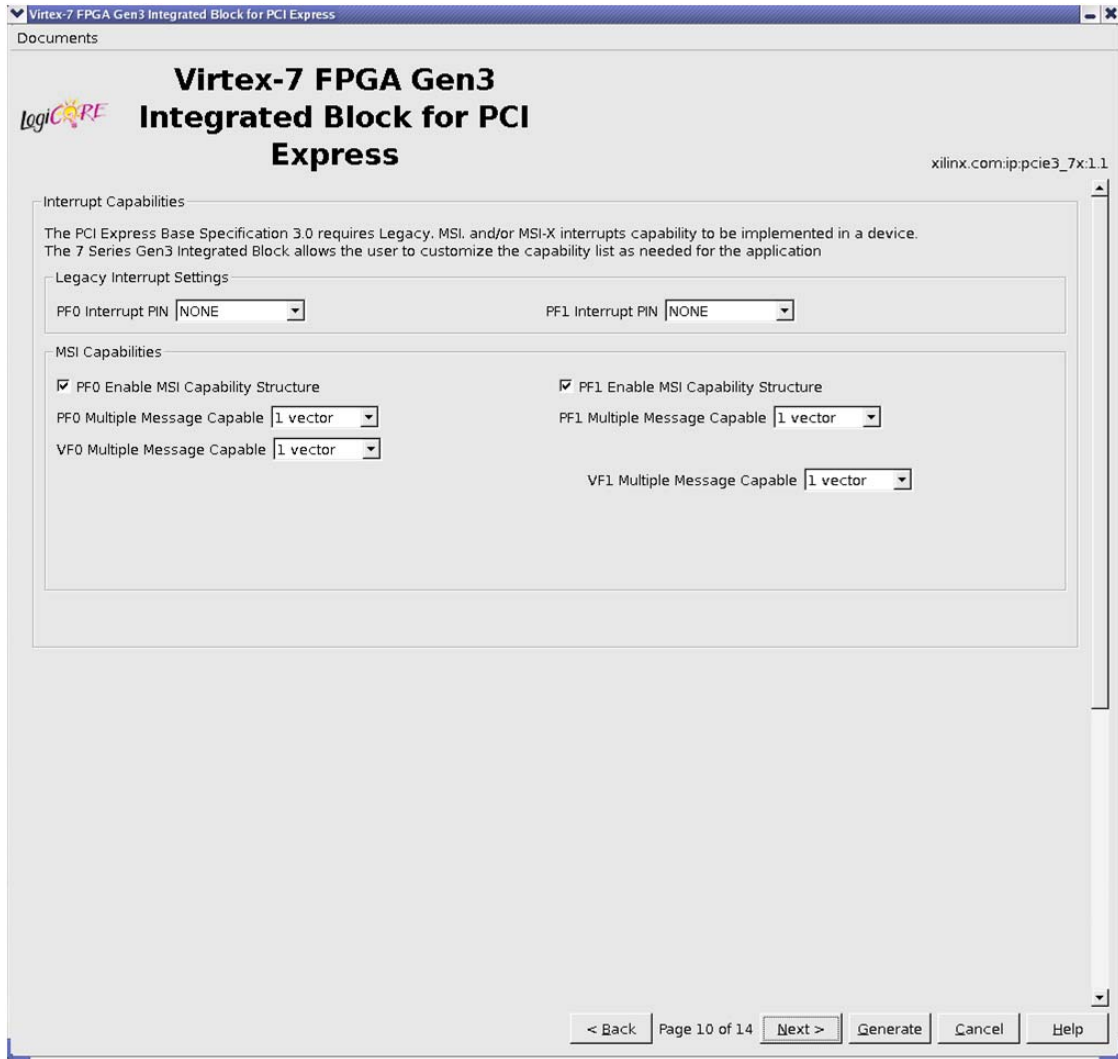 Virtex-7 FPGA Gen3 Integrated Block for PCI Express
Documents
LogiCORE
Virtex-7 FPGA Gen3
Integrated Block for PCI
Express
xilinx.com:ip:pcie3_7x:1.1
Interrupt Capabilities
The PCI Express Base Specification 3.0 requires Legacy. MSI. and/or MSI-X interrupts capability to be implemented in a device.
The 7 Series Gen3 Integrated Block allows the user to customize the capability list as needed for the application
Legacy Interrupt Settings
PF0 Interrupt PIN NONE PF1 Interrupt PIN NONE
MSI Capabilities
PF0 Enable MSI Capability Structure PF1 Enable MSI Capability Structure
PF0 Multiple Message Capable 1 vector PF1 Multiple Message Capable 1 vector
VF0 Multiple Message Capable 1 vector
VF1 Multiple Message Capable 1 vector
< Back Page 10 of 14 Next > Generate Cancel Help